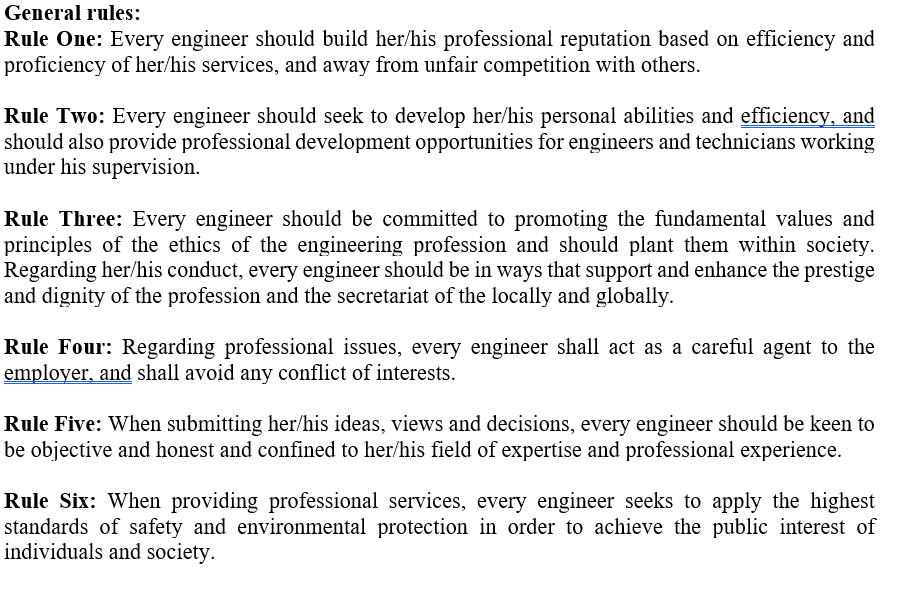 General rules:
Rule One: Every engineer should build her/his professional reputation based on efficiency and
proficiency of her/his services, and away from unfair competition with others.
Rule Two: Every engineer should seek to develop her/his personal abilities and efficiency, and
should also provide professional development opportunities for engineers and technicians working
under his supervision.
Rule Three: Every engineer should be committed to promoting the fundamental values and
principles of the ethics of the engineering profession and should plant them within society.
Regarding her/his conduct, every engineer should be in ways that support and enhance the prestige
and dignity of the profession and the secretariat of the locally and globally.
Rule Four: Regarding professional issues, every engineer shall act as a careful agent to the
employer, and shall avoid any conflict of interests.
Rule Five: When submitting her/his ideas, views and decisions, every engineer should be keen to
be objective and honest and confined to her/his field of expertise and professional experience.
Rule Six: When providing professional services, every engineer seeks to apply the highest
standards of safety and environmental protection in order to achieve the public interest of
individuals and society.